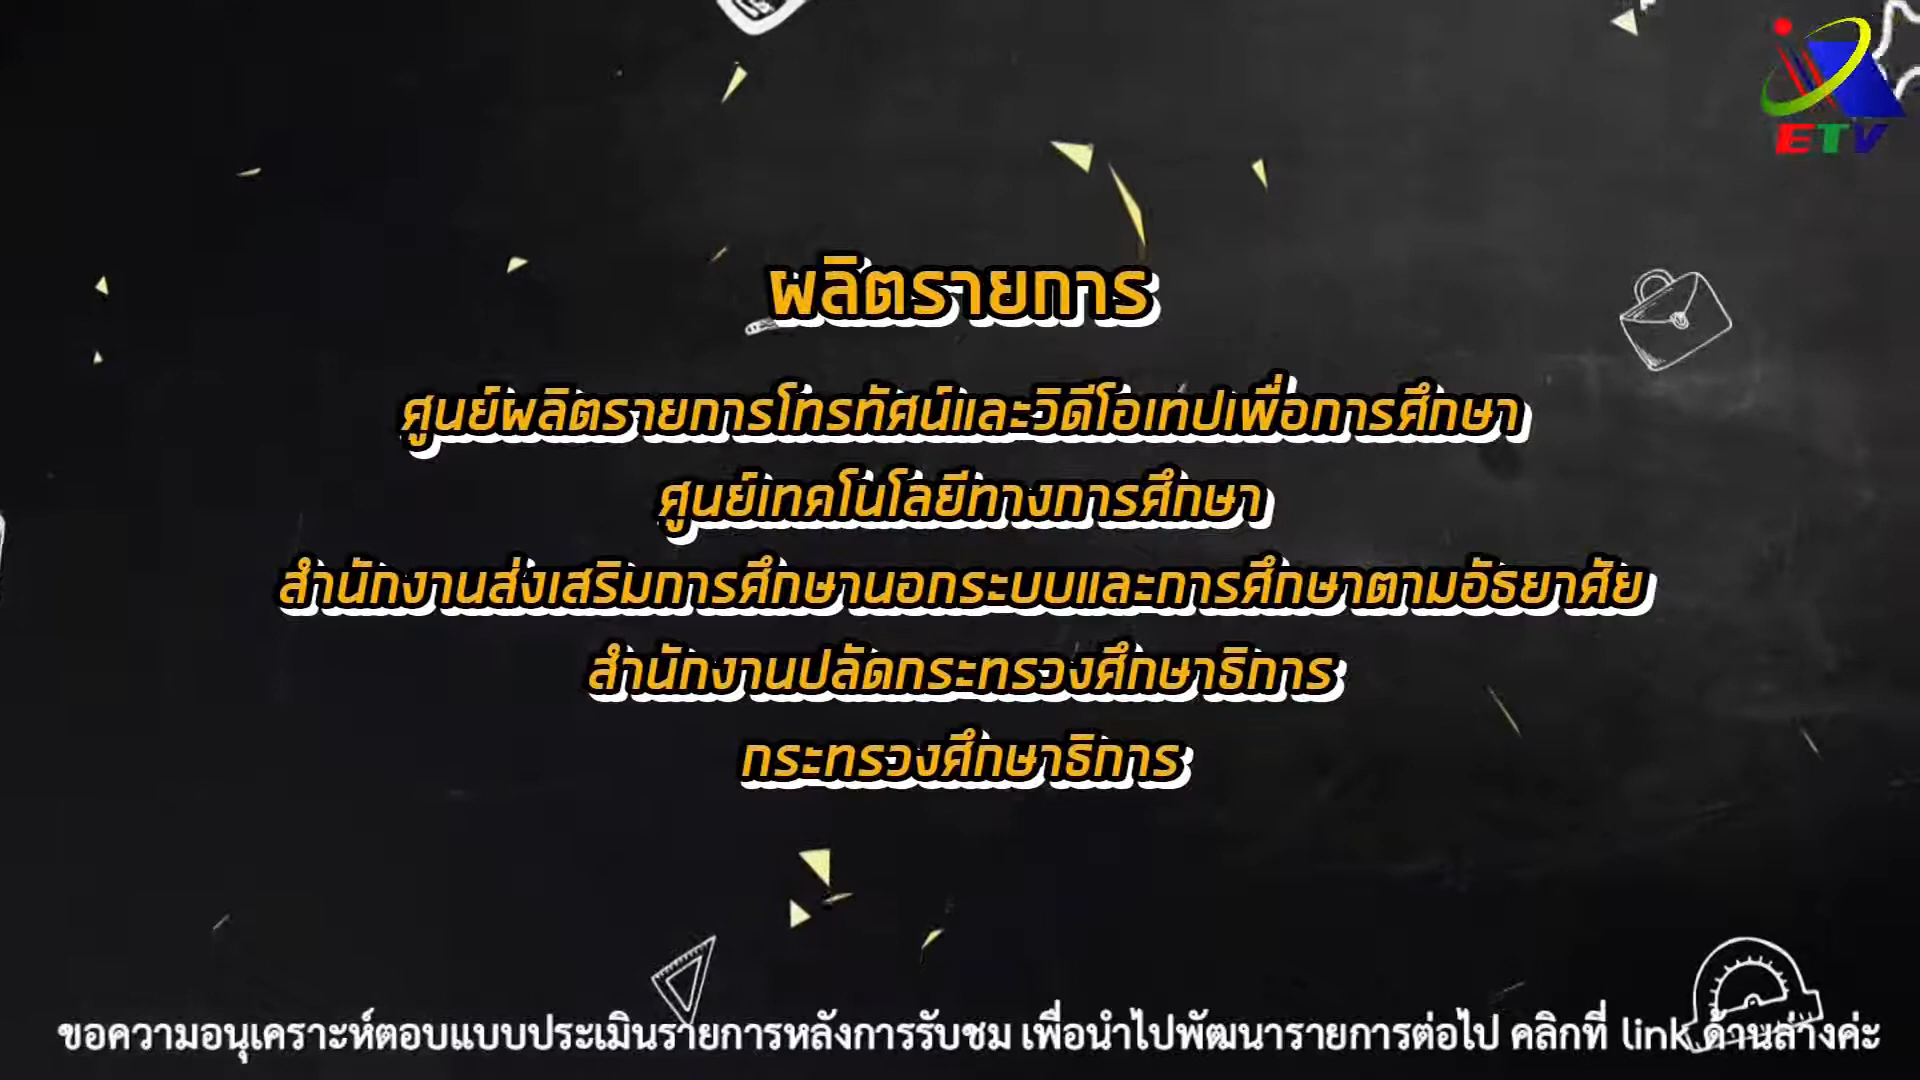 ETV
ผลิตรายการ
ศูนย์ผลิตรายการโทรทัศน์และวิดีโอเทปเพื่อการศึกษา
ศูนย์เทคโนโลยีทางการศึกษา
สำนักงานส่งเสริมการศึกษานอกระบบและการศึกษาตามอัธยาศัย
สำนักงานปลัดกระทรวงศึกษาธิการ
กระทรวงศึกษาธิการ
ขอความอนุเคราะห์ตอบแบบประเมินรายการหลังการรับชม เพื่อนำไปพัฒนารายการต่อไป คลิกที่ link ด้านล่างค่ะ